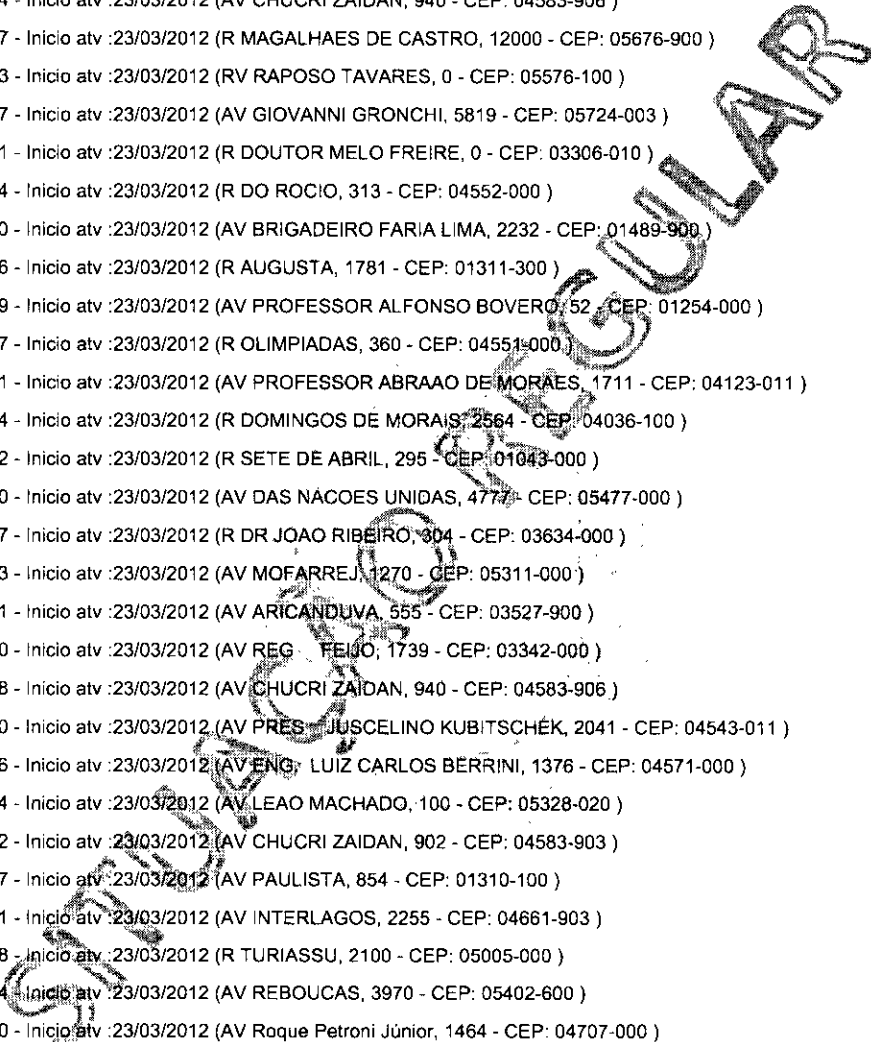 4 - Inicio atv :23/03/2012 (AV CHUCRI ZAIDAN, 940 - CEP: 04583-906 )
7 - Inicio atv :23/03/2012 (R MAGALHAES DE CASTRO, 12000 - CEP: 05676-900 )
3 - Inicio atv :23/03/2012 (RV RAPOSO TAVARES, 0 - CEP: 05576-100 )
7 - Inicio atv :23/03/2012 (AV GIOVANNI GRONCHI, 5819 - CEP: 05724-003 )
1 - Inicio atv :23/03/2012 (R DOUTOR MELO FREIRE, 0 - CEP: 03306-010 )
4 - Inicio atv :23/03/2012 (R DO ROCIO, 313 - CEP: 04552-000 )
0 - Inicio atv :23/03/2012 (AV BRIGADEIRO FARIA LIMA, 2232 - CEP: 01489-900 )
6 - Inicio atv :23/03/2012 (R AUGUSTA, 1781 - CEP: 01311-300 )
9 - Inicio atv :23/03/2012 (AV PROFESSOR ALFONSO BOVERO, 52 - CEP: 01254-000 )
7 - Inicio atv :23/03/2012 (R OLIMPIADAS, 360 - CEP: 04551-000 )
1 - Inicio atv :23/03/2012 (AV PROFESSOR ABRAAO DE MORAES, 1711 - CEP: 04123-011 )
4 - Inicio atv :23/03/2012 (R DOMINGOS DE MORAIS, 2564 - CEP: 04036-100 )
2 - Inicio atv :23/03/2012 (R SETE DE ABRIL, 295 - CEP: 01043-000 )
0 - Inicio atv :23/03/2012 (AV DAS NACOES UNIDAS, 4777 - CEP: 05477-000 )
7 - Inicio atv :23/03/2012 (R DR JOAO RIBEIRO, 304 - CEP: 03634-000 )
3 - Inicio atv :23/03/2012 (AV MOFARREJ, 1270 - CEP: 05311-000 )
1 - Inicio atv :23/03/2012 (AV ARICANDUVA, 555 - CEP: 03527-900 )
0 - Inicio atv :23/03/2012 (AV REG FEIJO, 1739 - CEP: 03342-000 )
8 - Inicio atv :23/03/2012 (AV CHUCRI ZAIDAN, 940 - CEP: 04583-906 )
0 - Inicio atv :23/03/2012 (AV PRES JUSCELINO KUBITSCHEK, 2041 - CEP: 04543-011 )
6 - Inicio atv :23/03/2012 (AV ENG. LUIZ CARLOS BERRINI, 1376 - CEP: 04571-000 )
4 - Inicio atv :23/03/2012 (AV LEAO MACHADO, 100 - CEP: 05328-020 )
2 - Inicio atv :23/03/2012 (AV CHUCRI ZAIDAN, 902 - CEP: 04583-903 )
7 - Inicio atv :23/03/2012 (AV PAULISTA, 854 - CEP: 01310-100 )
1 - Inicio atv :23/03/2012 (AV INTERLAGOS, 2255 - CEP: 04661-903 )
8 - Inicio atv :23/03/2012 (R TURIASSU, 2100 - CEP: 05005-000 )
4 - Inicio atv :23/03/2012 (AV REBOUCAS, 3970 - CEP: 05402-600 )
0 - Inicio atv :23/03/2012 (AV Roque Petroni Júnior, 1464 - CEP: 04707-000 )
SITUAÇÃO REGULAR